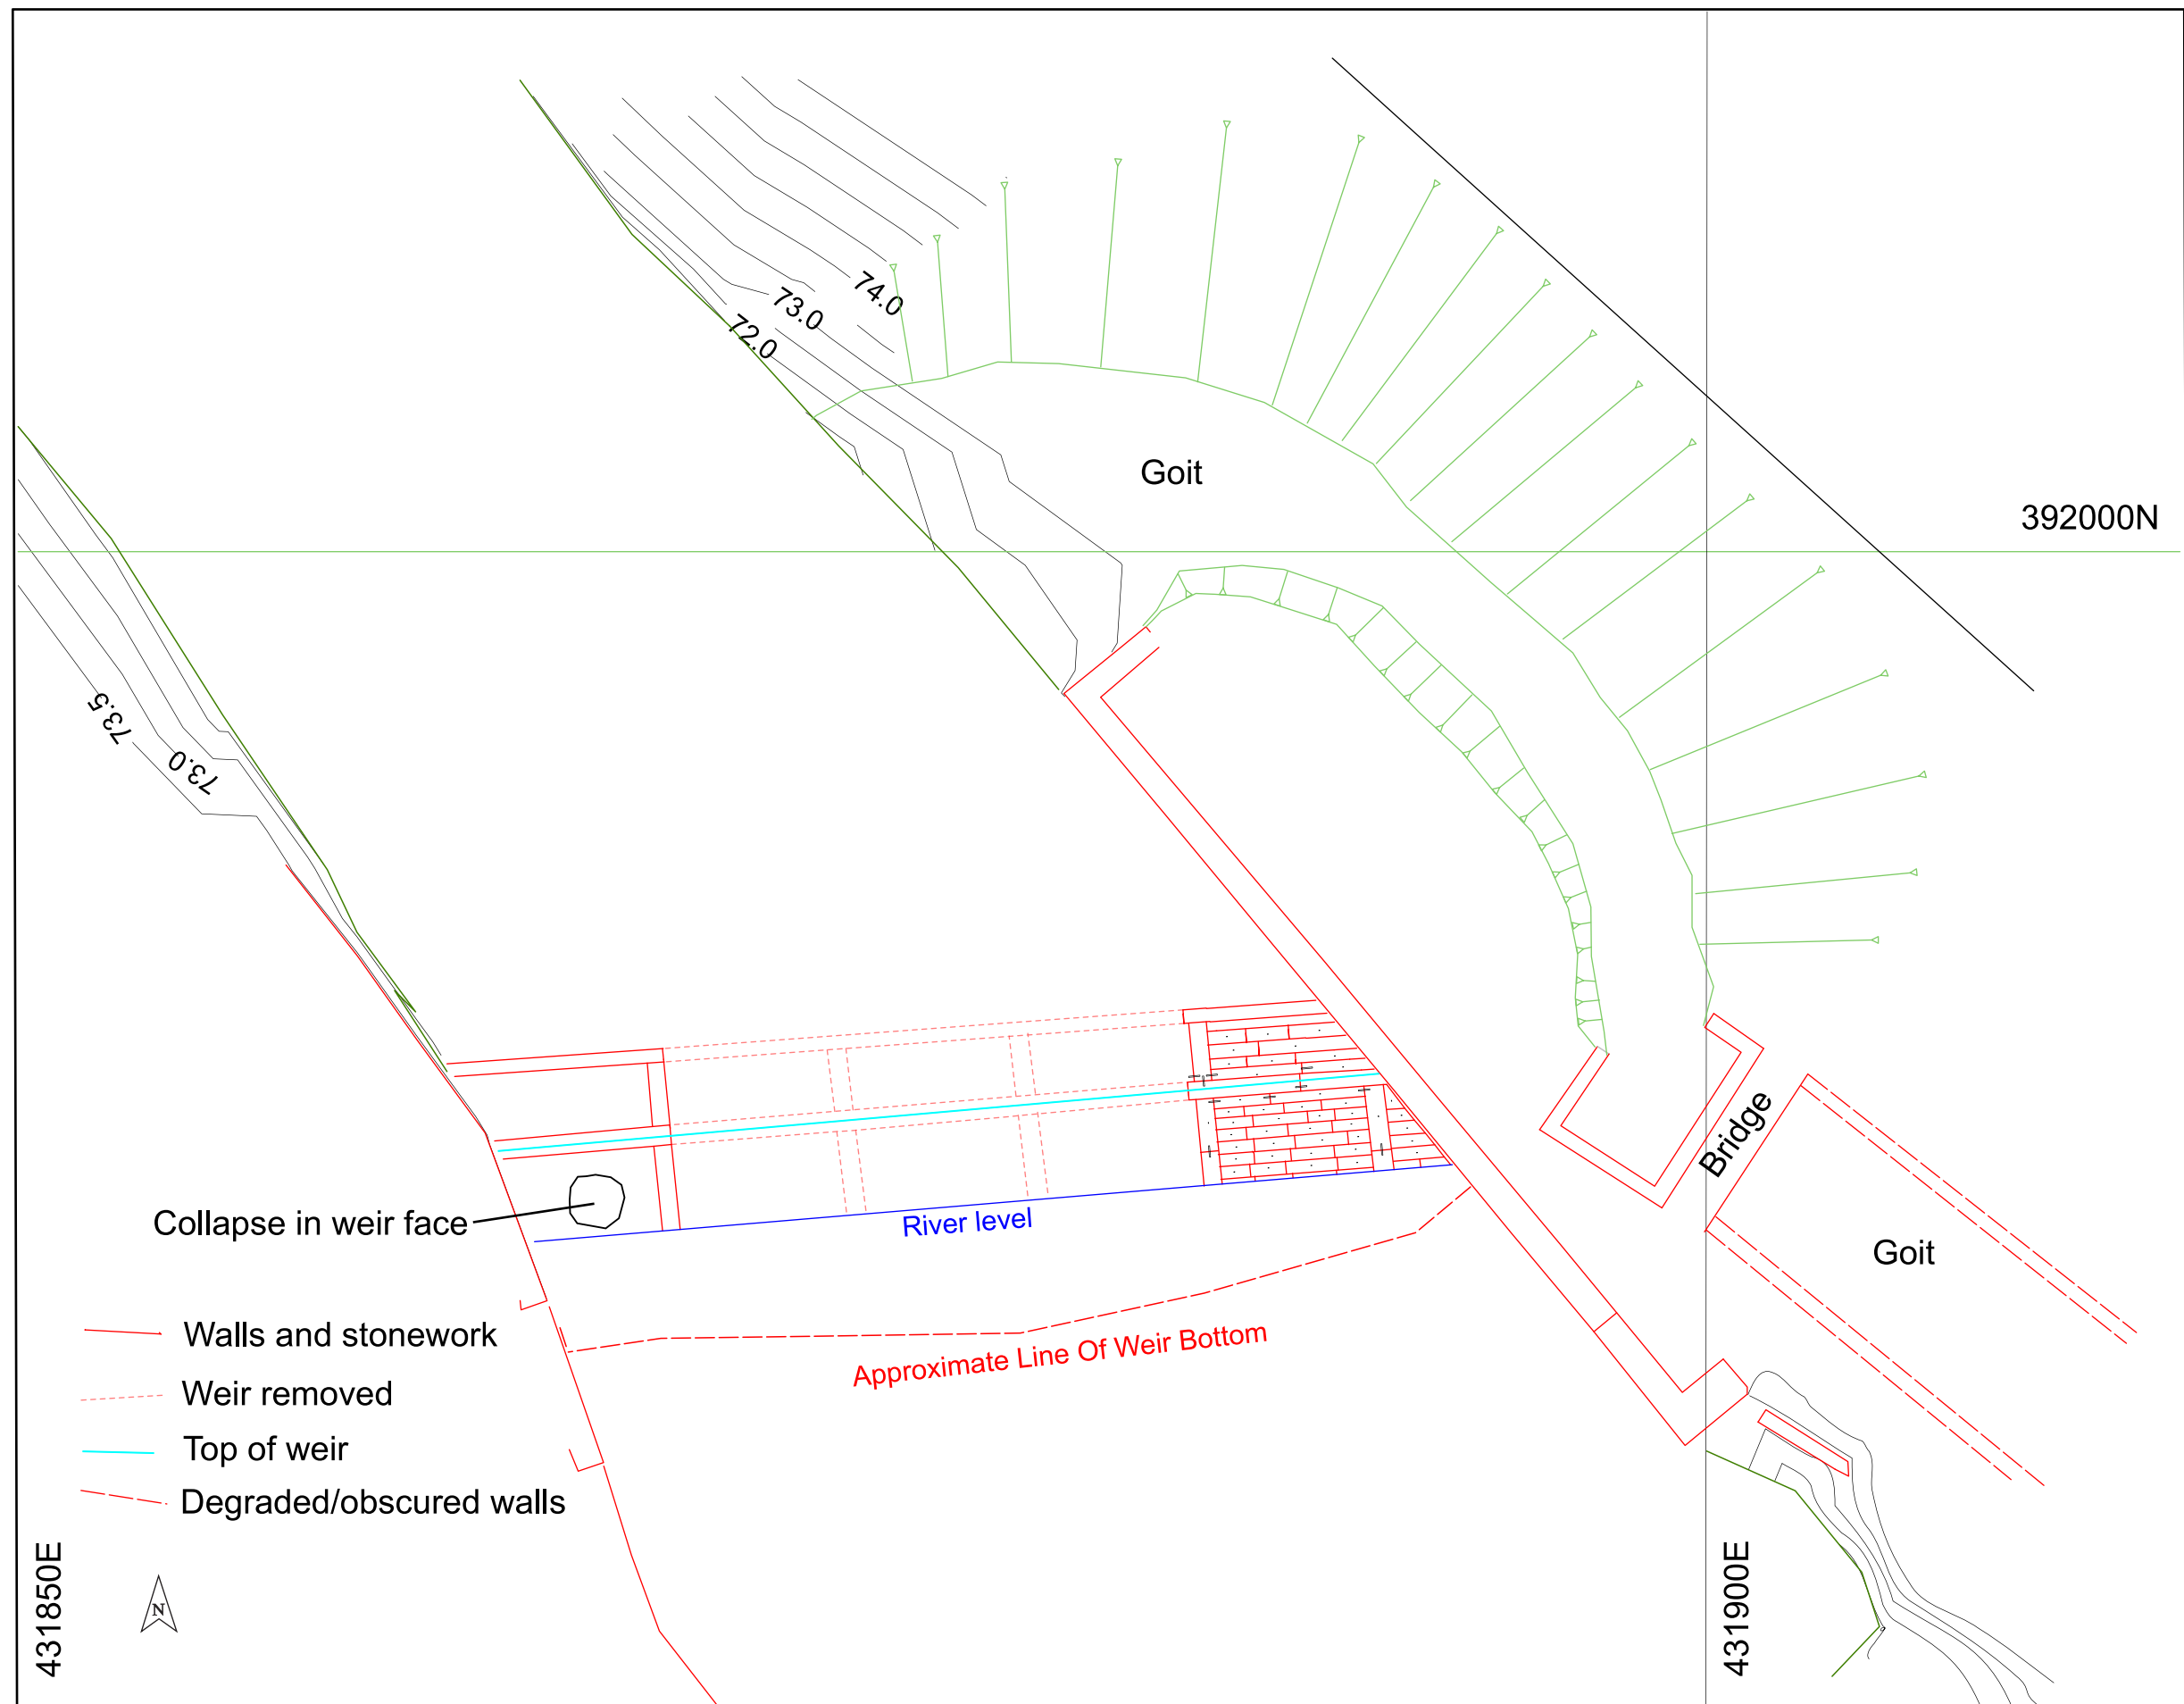 74.0
73.0
72.0
Goit
392000N
73.5
73.0
Bridge
Collapse in weir face
River level
Goit
Walls and stonework
Approximate Line Of Weir Bottom
Weir removed
Top of weir
Degraded/obscured walls
431850E
N
431900E